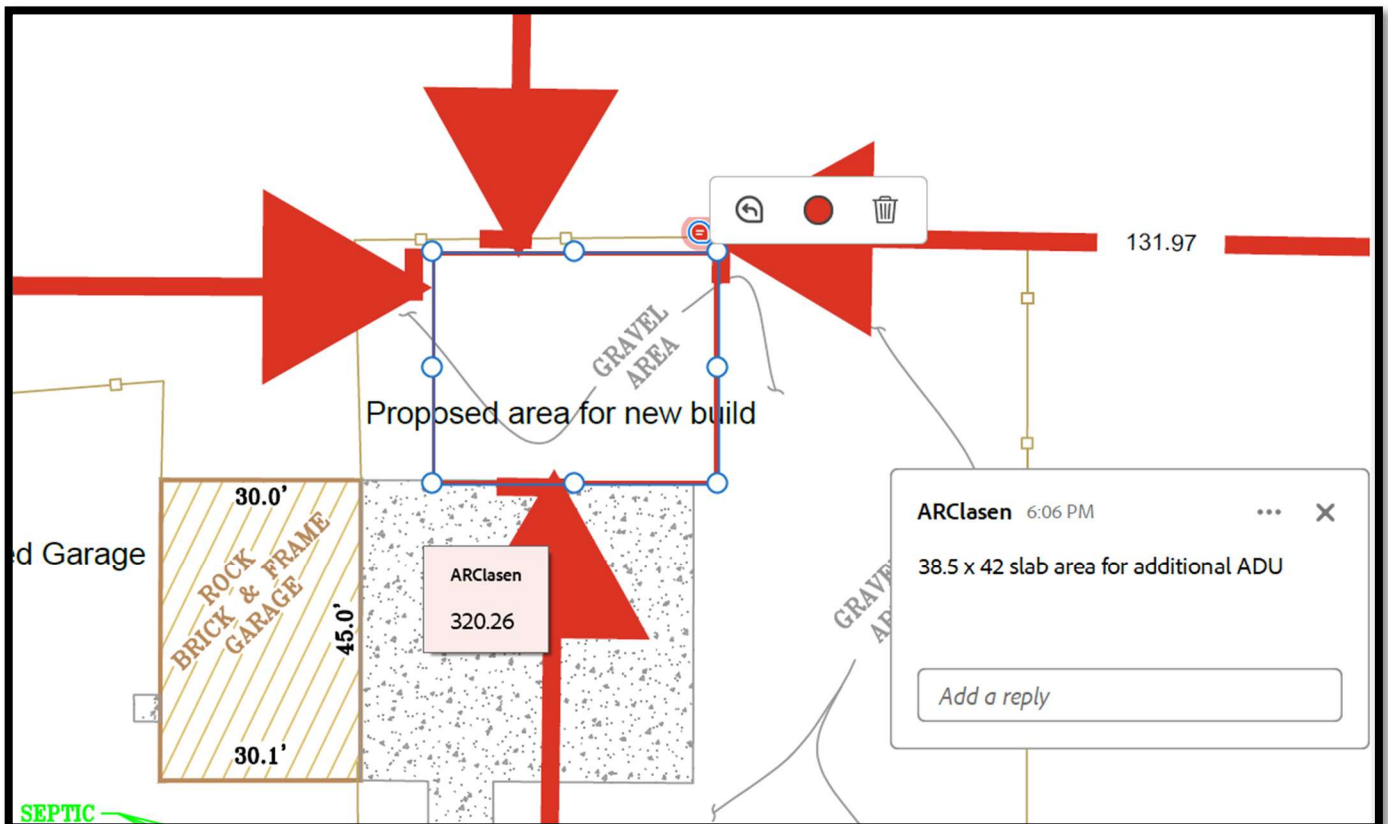 131.97
GRAVEL
AREA
Proposed area for new build
30.0'
ed Garage
ROCK
BRICK & FRAME
GARAGE
45.0'
30.1'
SEPTIC
ARClasen
320.26
GRAVE
AR
ARClasen 6:06 PM
38.5 x 42 slab area for additional ADU
Add a reply